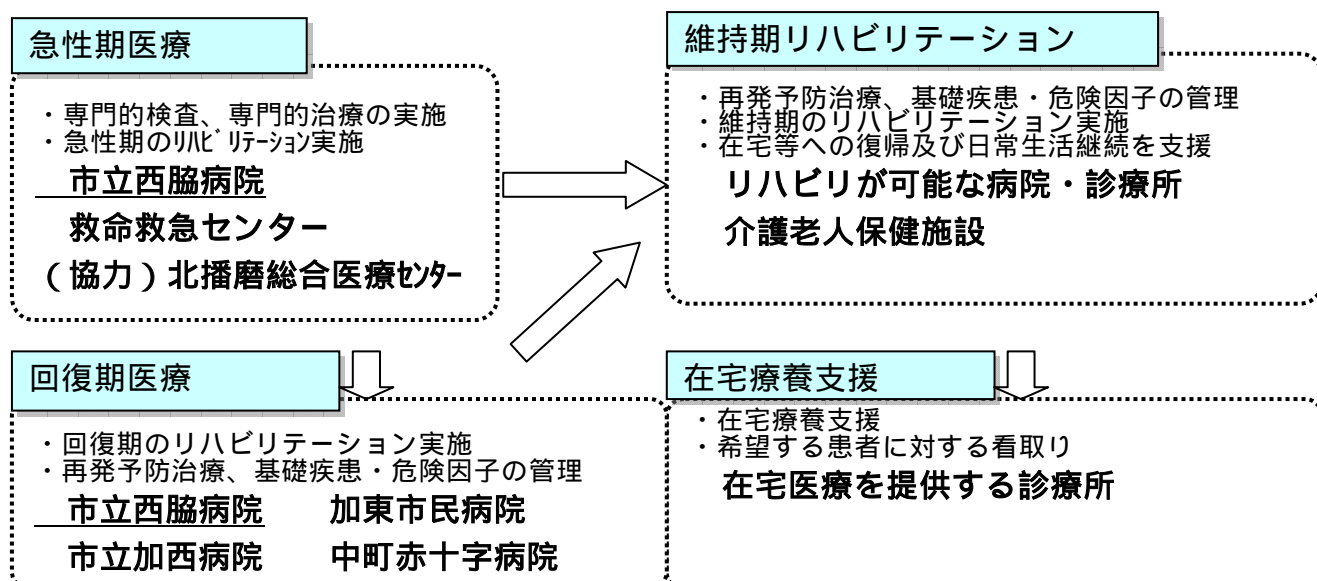 急性期医療
・専門的検査、専門的治療の実施
・急性期のﾘﾊﾋﾞﾘﾃｰｼｮﾝ実施
市立西脇病院
救命救急センター
（協力）北播磨総合医療ｾﾝﾀｰ
維持期リハビリテーション
・再発予防治療、基礎疾患・危険因子の管理
・維持期のリハビリテーション実施
・在宅等への復帰及び日常生活継続を支援
リハビリが可能な病院・診療所
介護老人保健施設
回復期医療
・回復期のリハビリテーション実施
・再発予防治療、基礎疾患・危険因子の管理
市立西脇病院　加東市民病院
市立加西病院　中町赤十字病院
在宅療養支援
・在宅療養支援
・希望する患者に対する看取り
在宅医療を提供する診療所